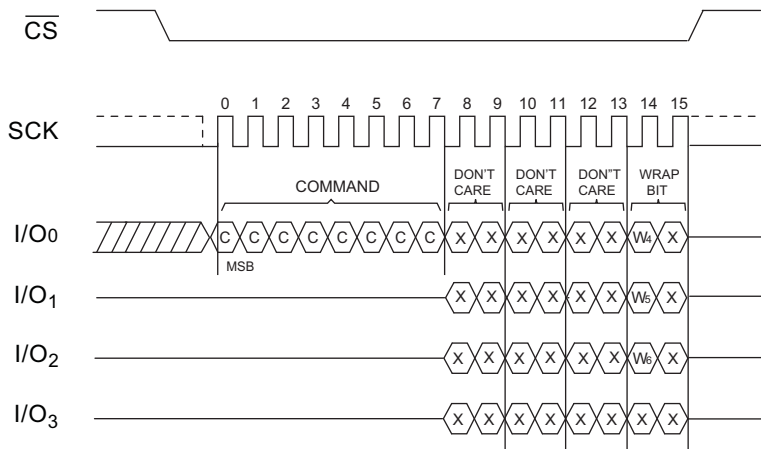 CS
0 1 2 3 4 5 6 7 8 9 10 11 12 13 14 15
SCK
COMMAND
DON'T CARE
DON'T CARE
DON"T CARE
WRAP BIT
I/O0 C C C C C C C C X X X X X X W4 X
MSB
I/O1 X X X X X X W5 X
I/O2 X X X X X X W6 X
I/O3 X X X X X X X X